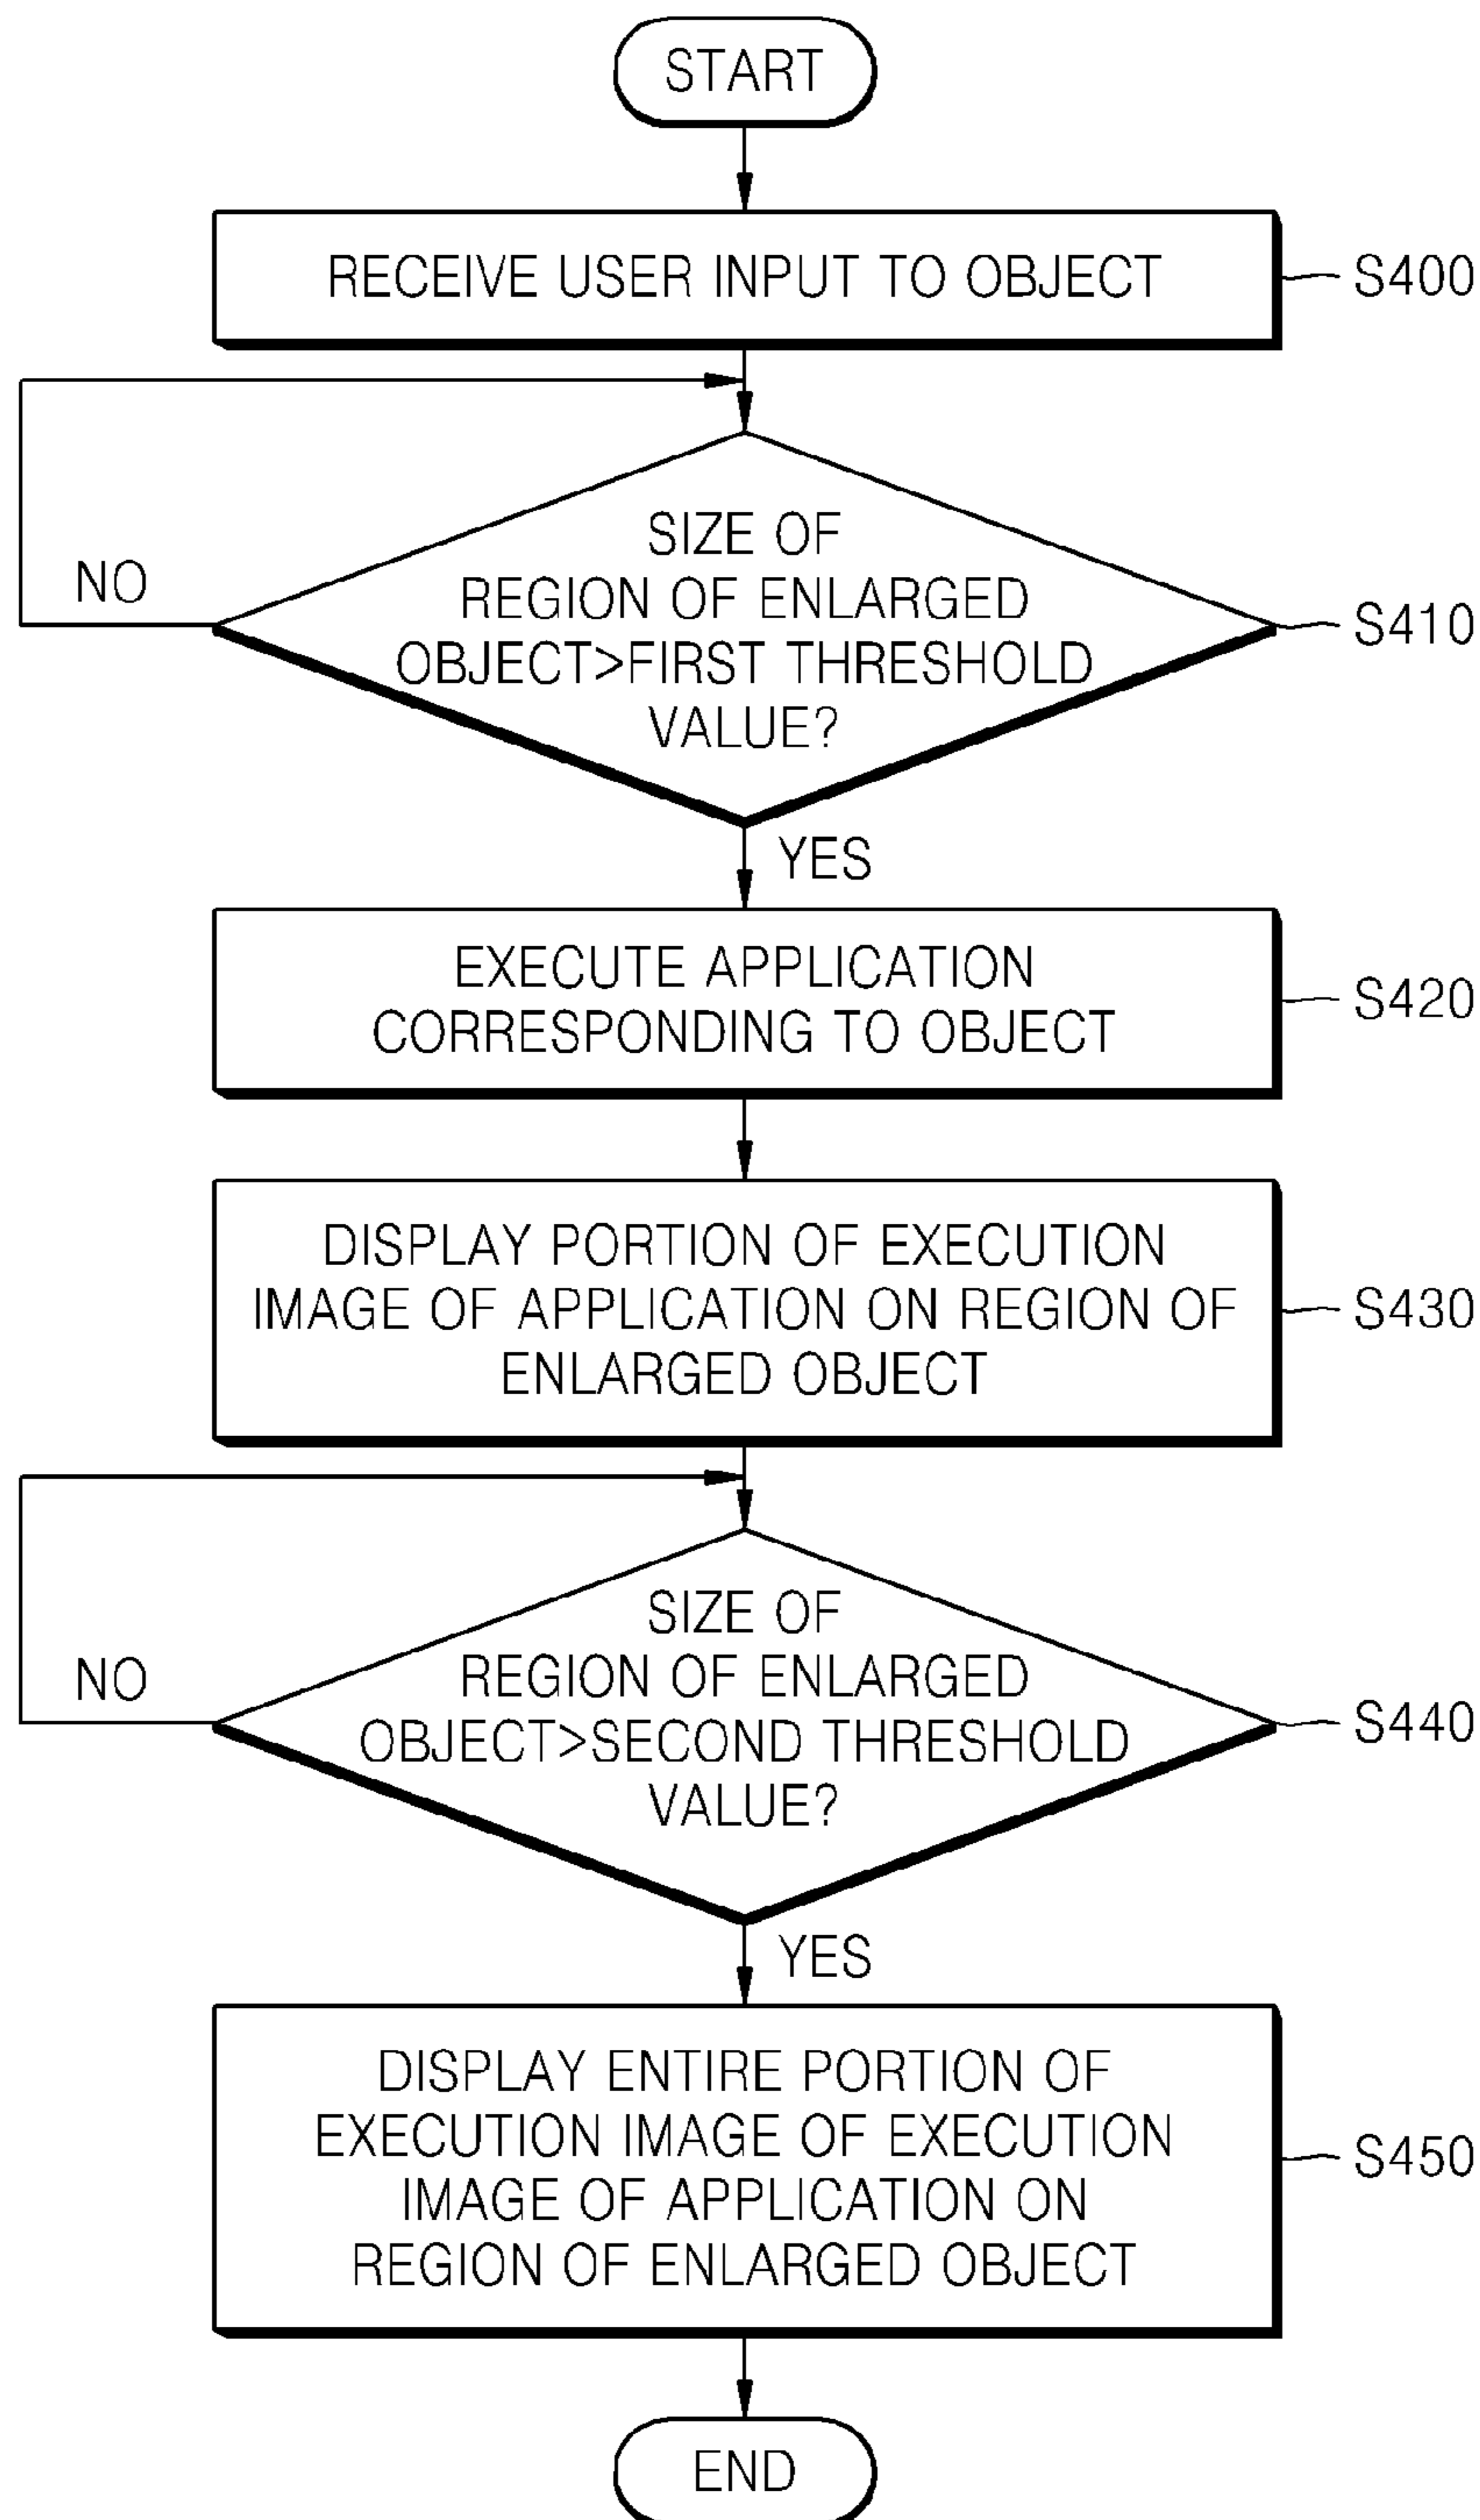 START
RECEIVE USER INPUT TO OBJECT
S400
SIZE OF
REGION OF ENLARGED
OBJECT>FIRST THRESHOLD
VALUE?
NO
S410
YES
EXECUTE APPLICATION
CORRESPONDING TO OBJECT
S420
DISPLAY PORTION OF EXECUTION
IMAGE OF APPLICATION ON REGION OF
ENLARGED OBJECT
S430
SIZE OF
REGION OF ENLARGED
OBJECT>SECOND THRESHOLD
VALUE?
NO
S440
YES
DISPLAY ENTIRE PORTION OF
EXECUTION IMAGE OF EXECUTION
IMAGE OF APPLICATION ON
REGION OF ENLARGED OBJECT
S450
END